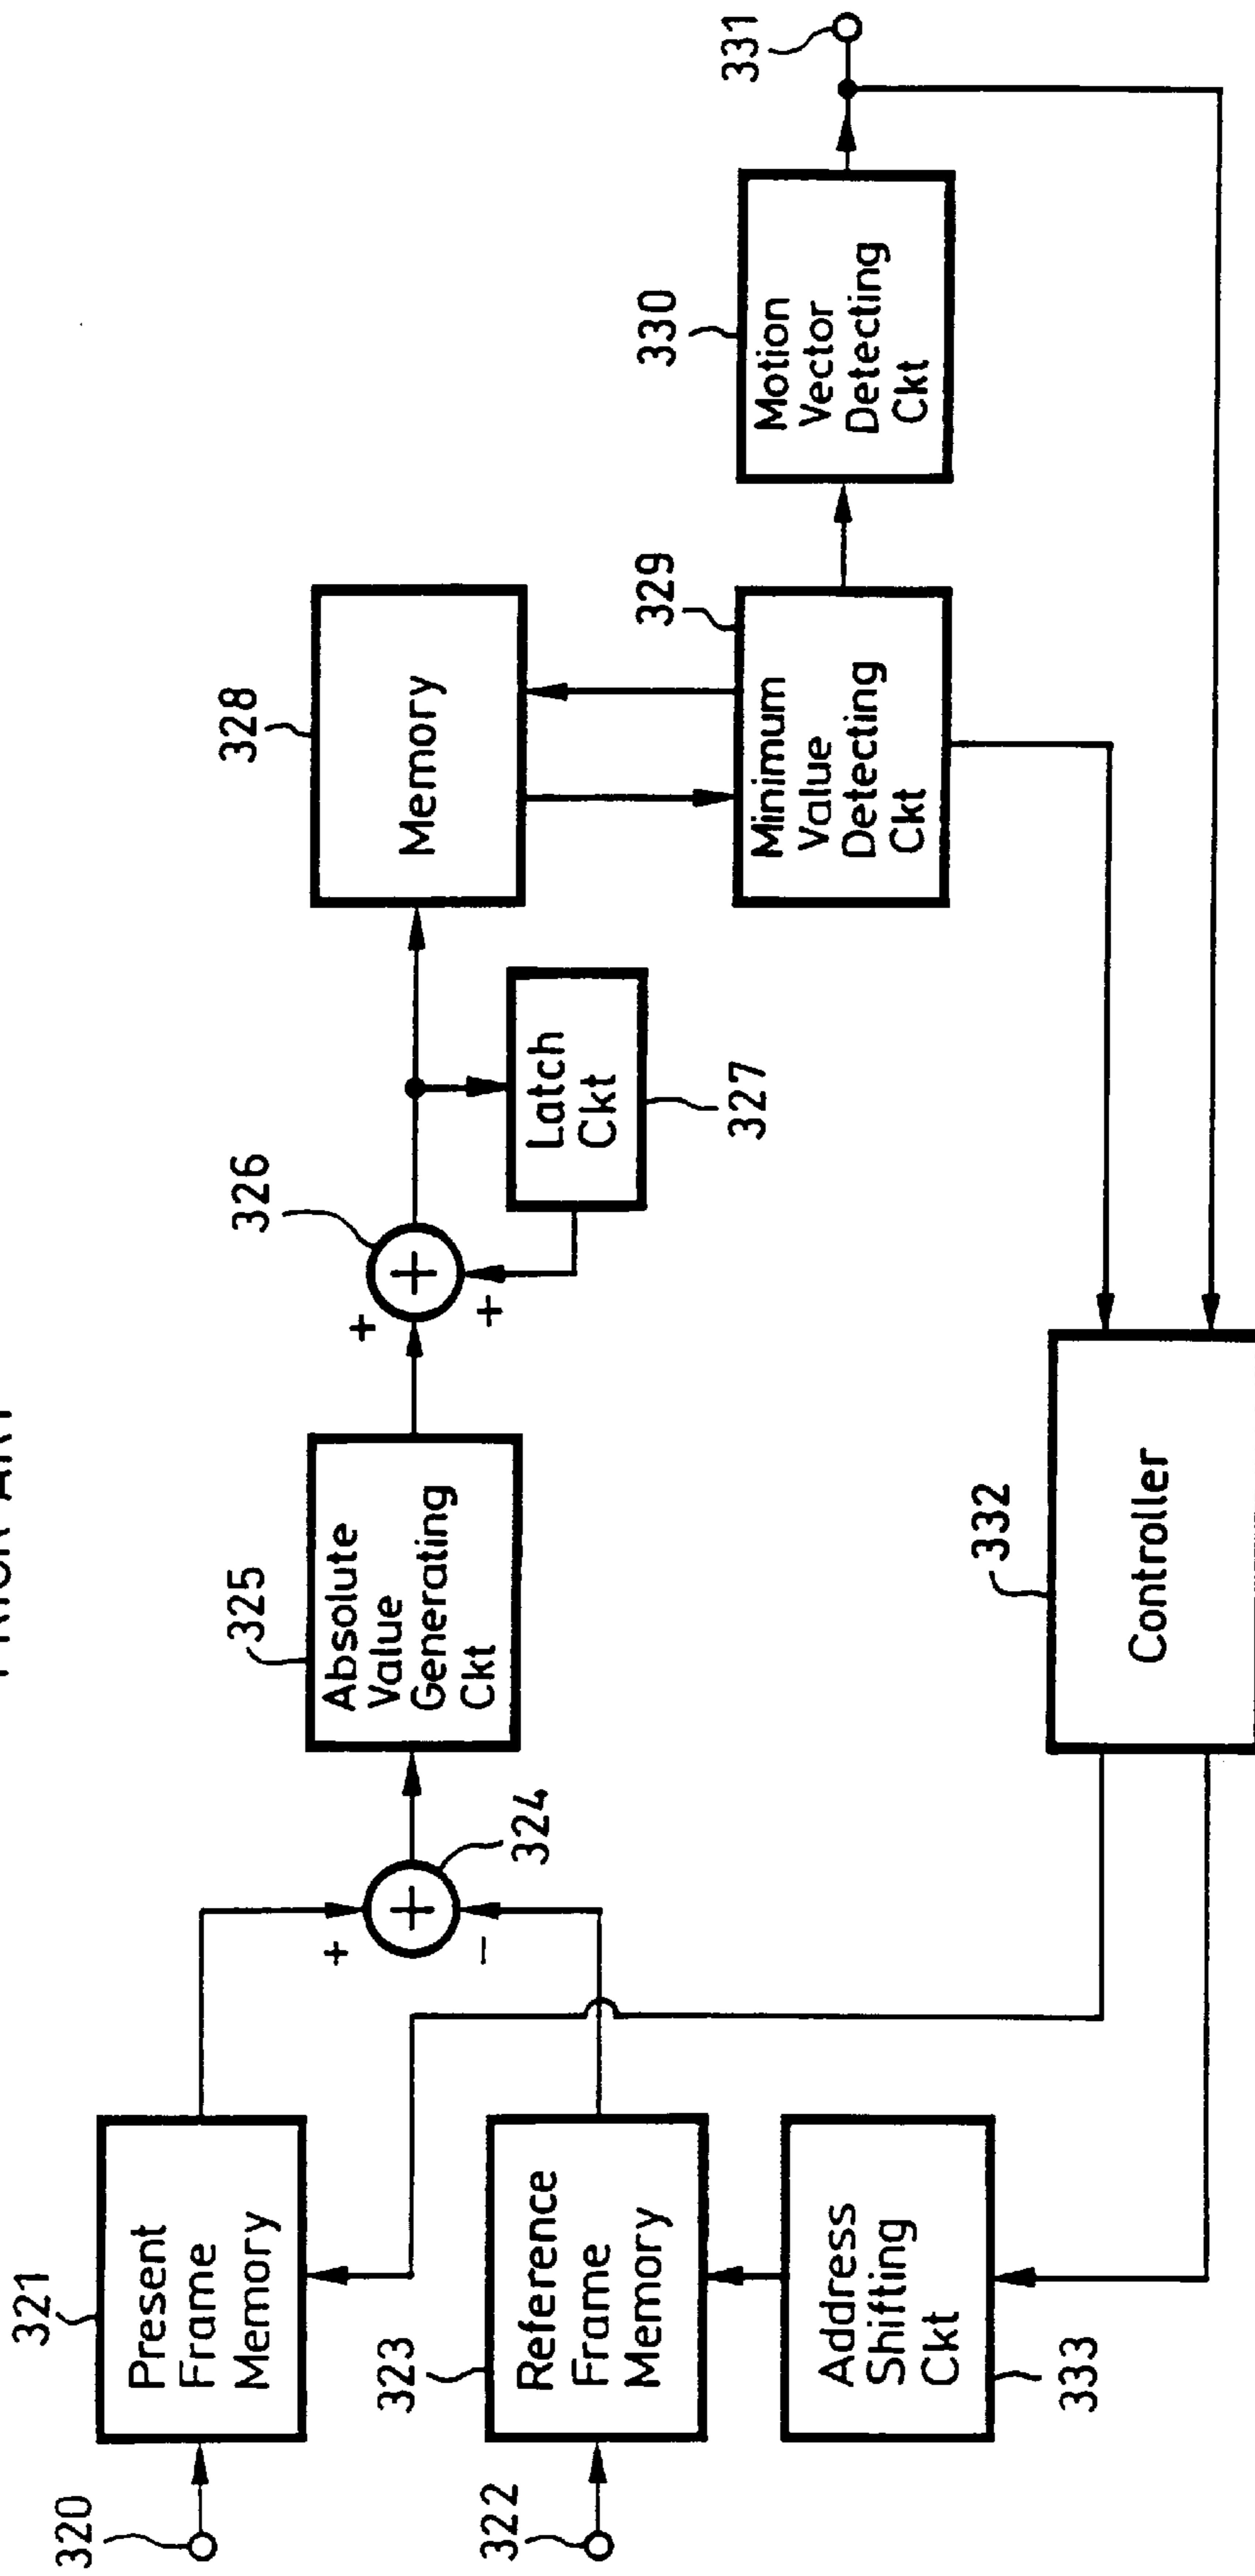 PRIOR ART
320
321
Present
Frame
Memory
322
323
Reference
Frame
Memory
333
Address
Shifting
Ckt
+
−
+
324
325
Absolute
Value
Generating
Ckt
+
+
+
326
327
Latch
Ckt
328
Memory
329
Minimum
Value
Detecting
Ckt
330
Motion
Vector
Detecting
Ckt
331
332
Controller